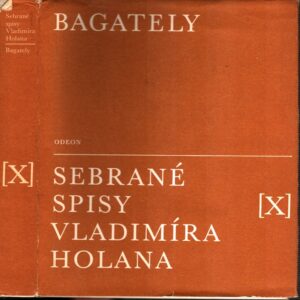 Sebrané
spisy
Vladimíra
Holana
Bagately
[X]
BAGATELY
ODEON
SEBRANÉ
SPISY
VLADIMÍRA
HOLANA
[X]